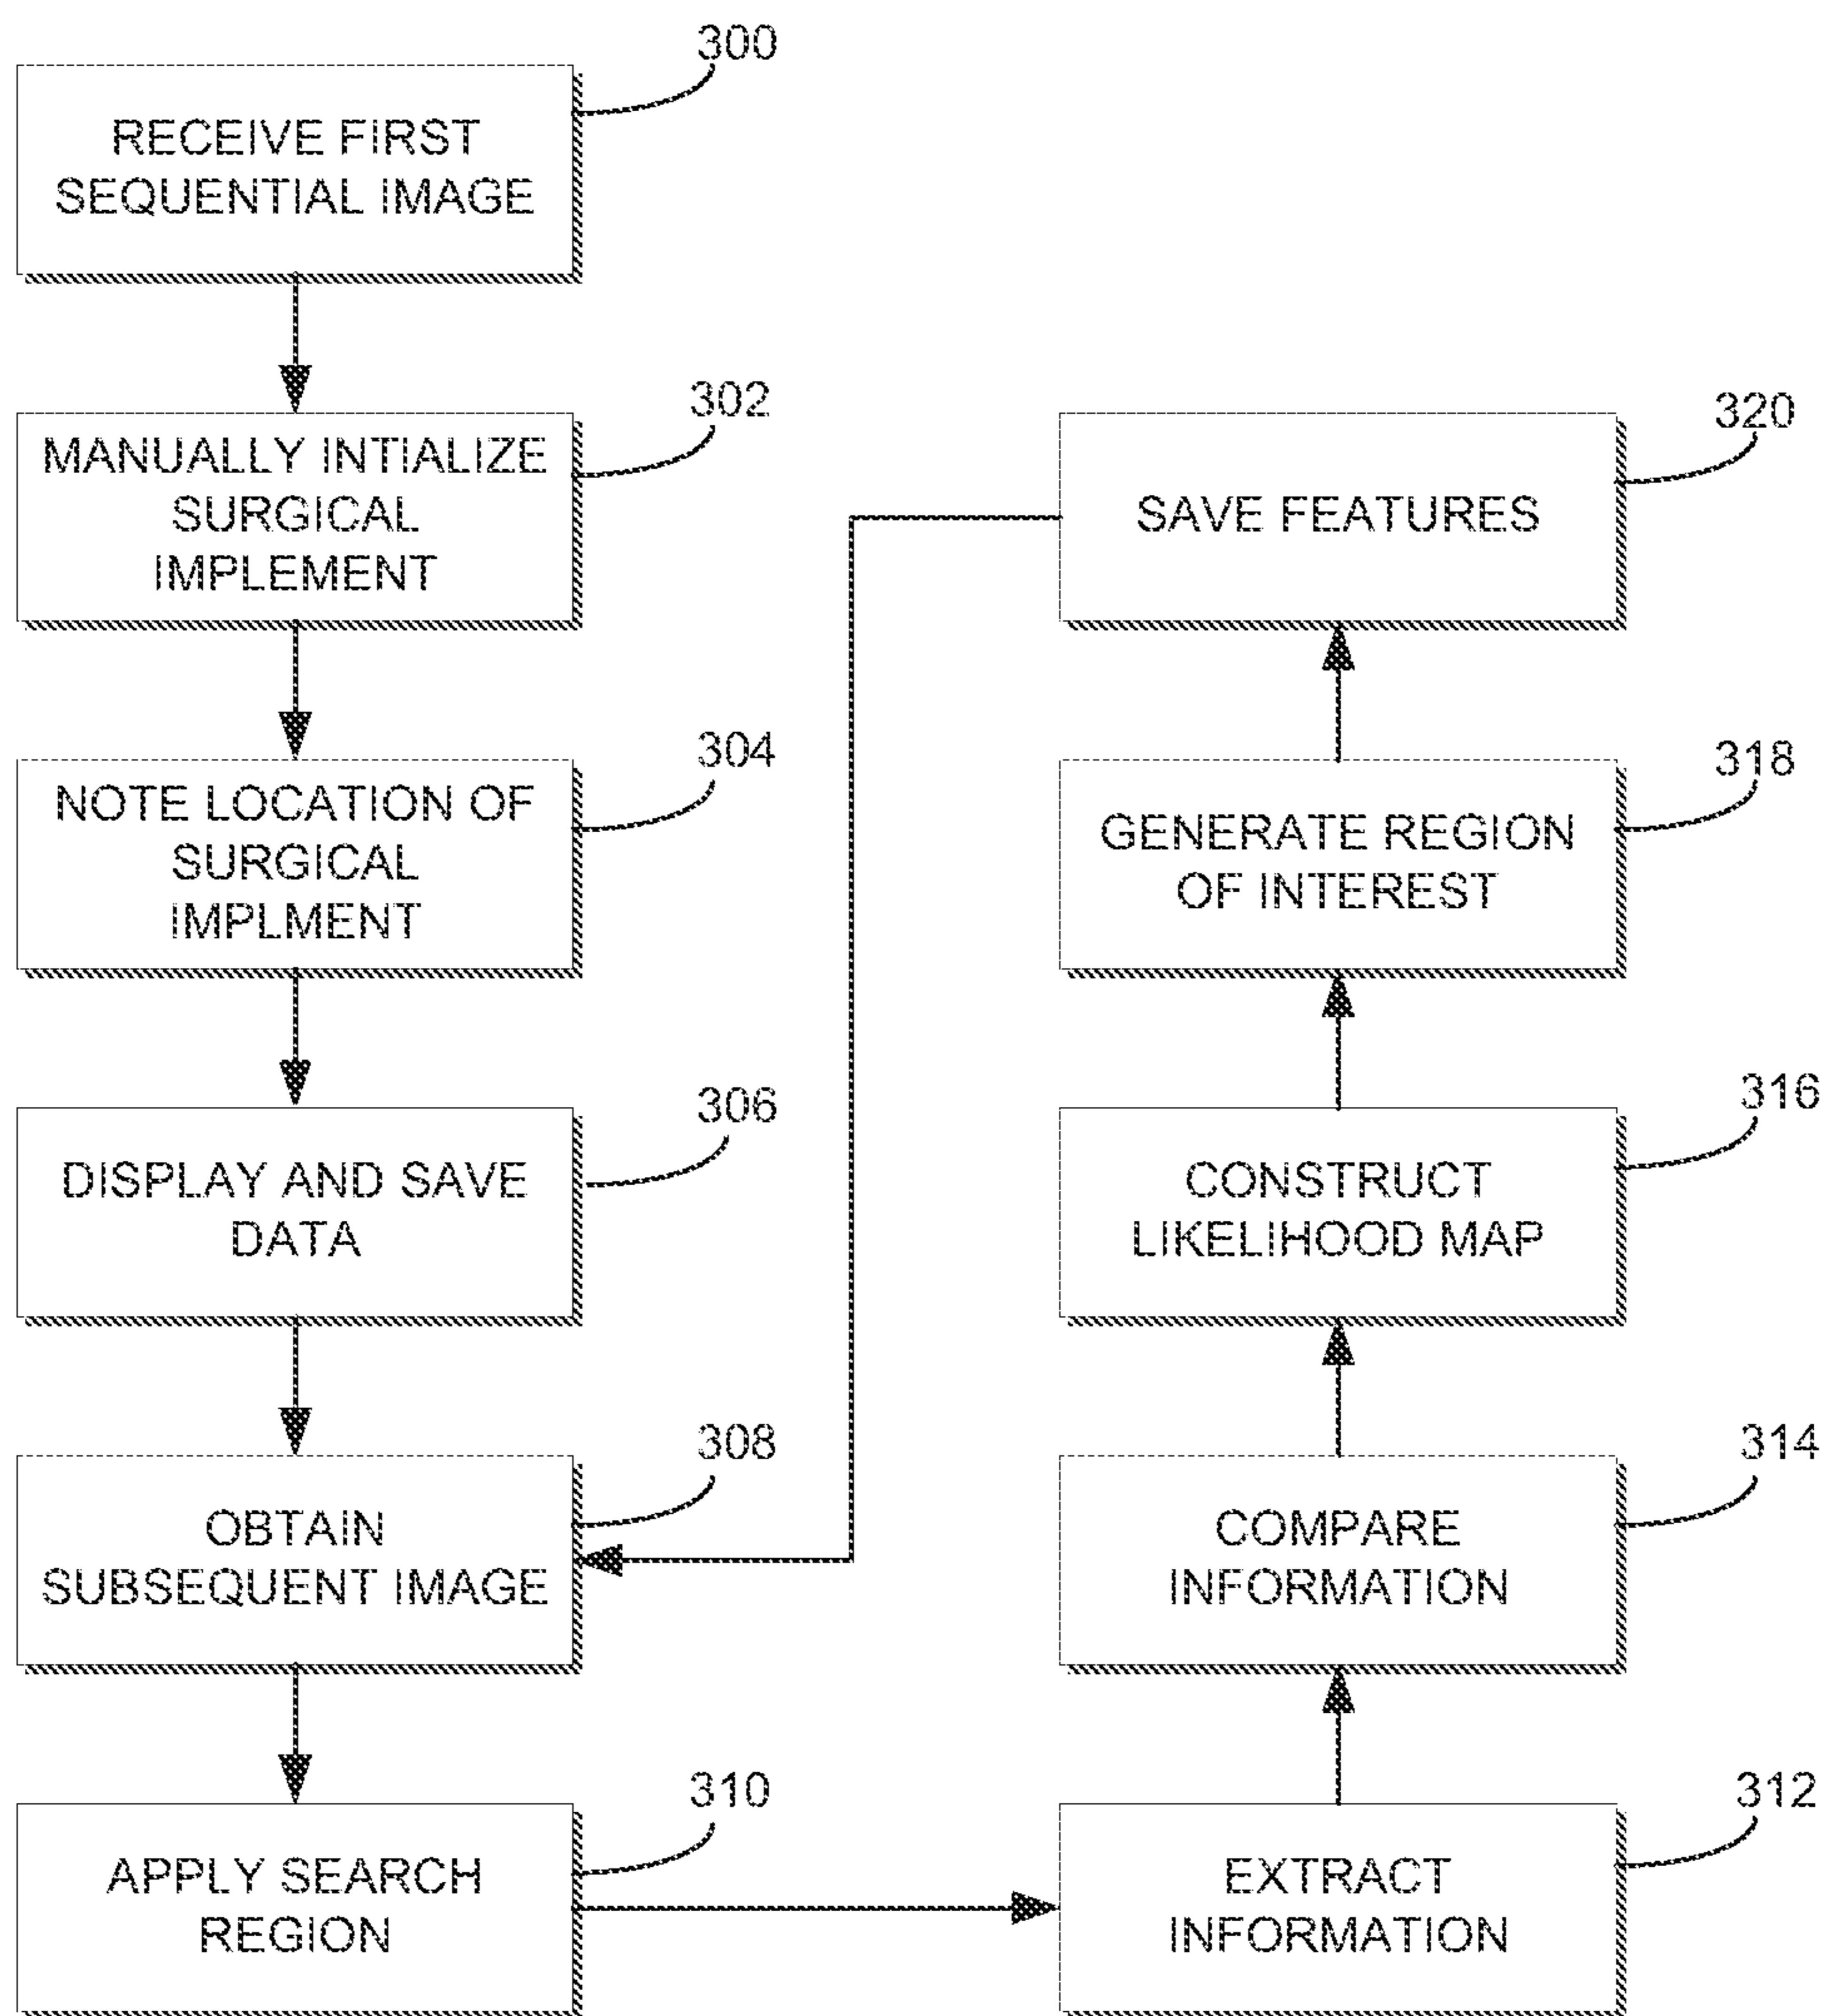 300
RECEIVE FIRST
SEQUENTIAL IMAGE
302
MANUALLY INTIALIZE
SURGICAL
IMPLEMENT
304
NOTE LOCATION OF
SURGICAL
IMPLMENT
306
DISPLAY AND SAVE
DATA
308
OBTAIN
SUBSEQUENT IMAGE
310
APPLY SEARCH
REGION
312
EXTRACT
INFORMATION
314
COMPARE
INFORMATION
316
CONSTRUCT
LIKELIHOOD MAP
318
GENERATE REGION
OF INTEREST
320
SAVE FEATURES